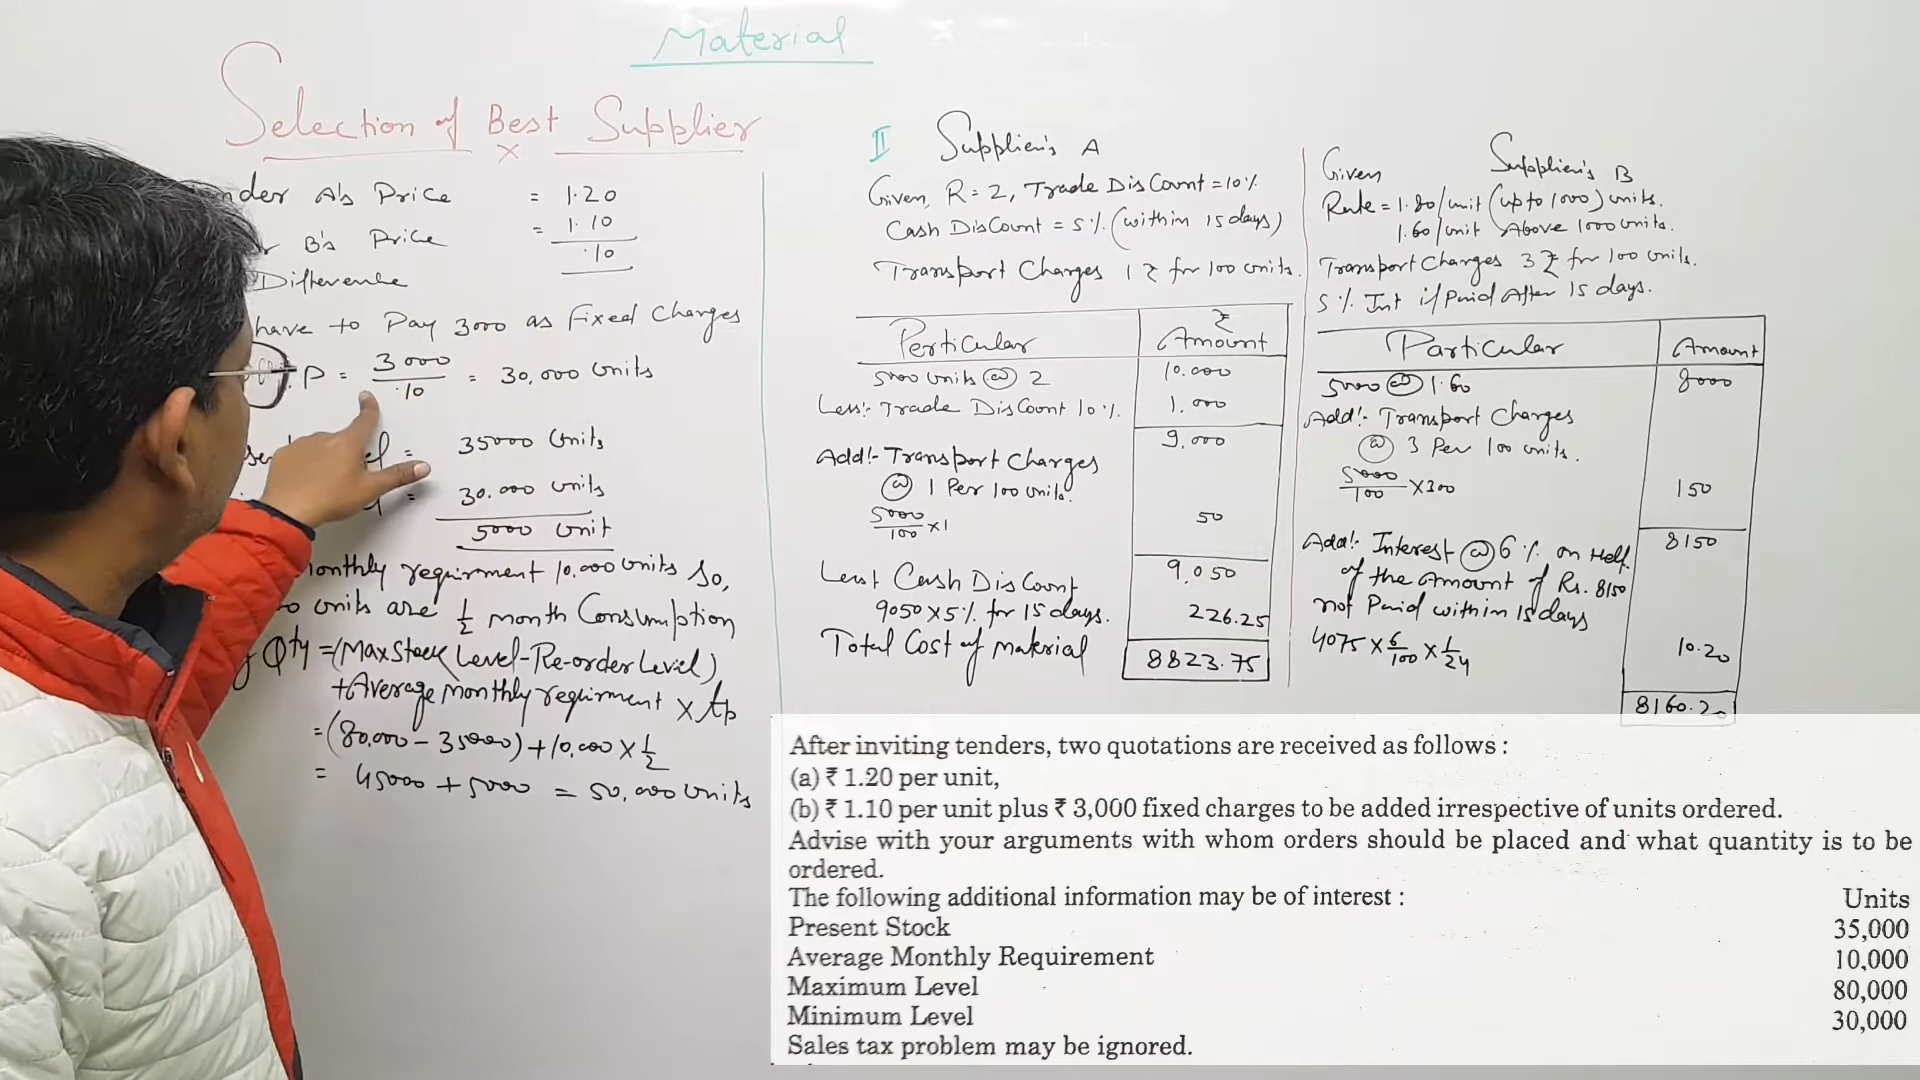 Material
Selection of Best Supplier
x
nder A's Price = 1.20
B's Price = 1.10
Difference .10
have to Pay 3000 as Fixed Charges
P = 3000 / .10 = 30,000 units
= 35000 units
= 30.000 units
5000 unit
Monthly requirment 10,000 units so,
units are 1/2 month Consumption
Qty = (Max Stock Level - Re-order Level)
+ Average monthly requirment x tp
= (80,000 - 35000) + 10,000 x 1/2
= 45000 + 5000 = 50,000 units
II Supplier's A
Given, R = 2, Trade DisCount = 10%
Cash DisCount = 5% (within 15 days)
Transport Charges 1 ₹ for 100 units.
Perticular ₹ Amount
5000 units @ 2 10.000
Less:- Trade DisCount 10%. 1.000
9.000
Add:- Transport Charges
@ 1 Per 100 units.
5000/100 x 1 50
9,050
Less Cash DisCount
9050 x 5% for 15 days. 226.25
Total Cost of material 8823.75
Given Supplier's B
Rate = 1.80/unit (up to 1000) units.
1.60/unit Above 1000 units.
Transport Charges 3 ₹ for 100 units.
5% Int if Paid After 15 days.
Particular Amount
5000 @ 1.60 8000
Add:- Transport Charges
@ 3 Per 100 units.
5000/100 x 300 150
8150
Add:- Interest @ 6% on Half
of the Amount of Rs. 8150
not Paid within 15 days
4075 x 6/100 x 1/24 10.20
8160.20
After inviting tenders, two quotations are received as follows :
(a) ₹ 1.20 per unit,
(b) ₹ 1.10 per unit plus ₹ 3,000 fixed charges to be added irrespective of units ordered.
Advise with your arguments with whom orders should be placed and what quantity is to be
ordered.
The following additional information may be of interest : Units
Present Stock 35,000
Average Monthly Requirement 10,000
Maximum Level 80,000
Minimum Level 30,000
Sales tax problem may be ignored.